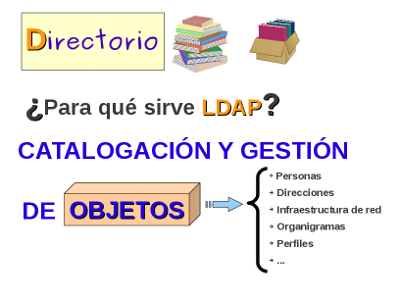 Directorio
¿Para qué sirve LDAP?
CATALOGACIÓN Y GESTIÓN
DE OBJETOS
+ Personas
+ Direcciones
+ Infraestructura de red
+ Organigramas
+ Perfiles
+ ...